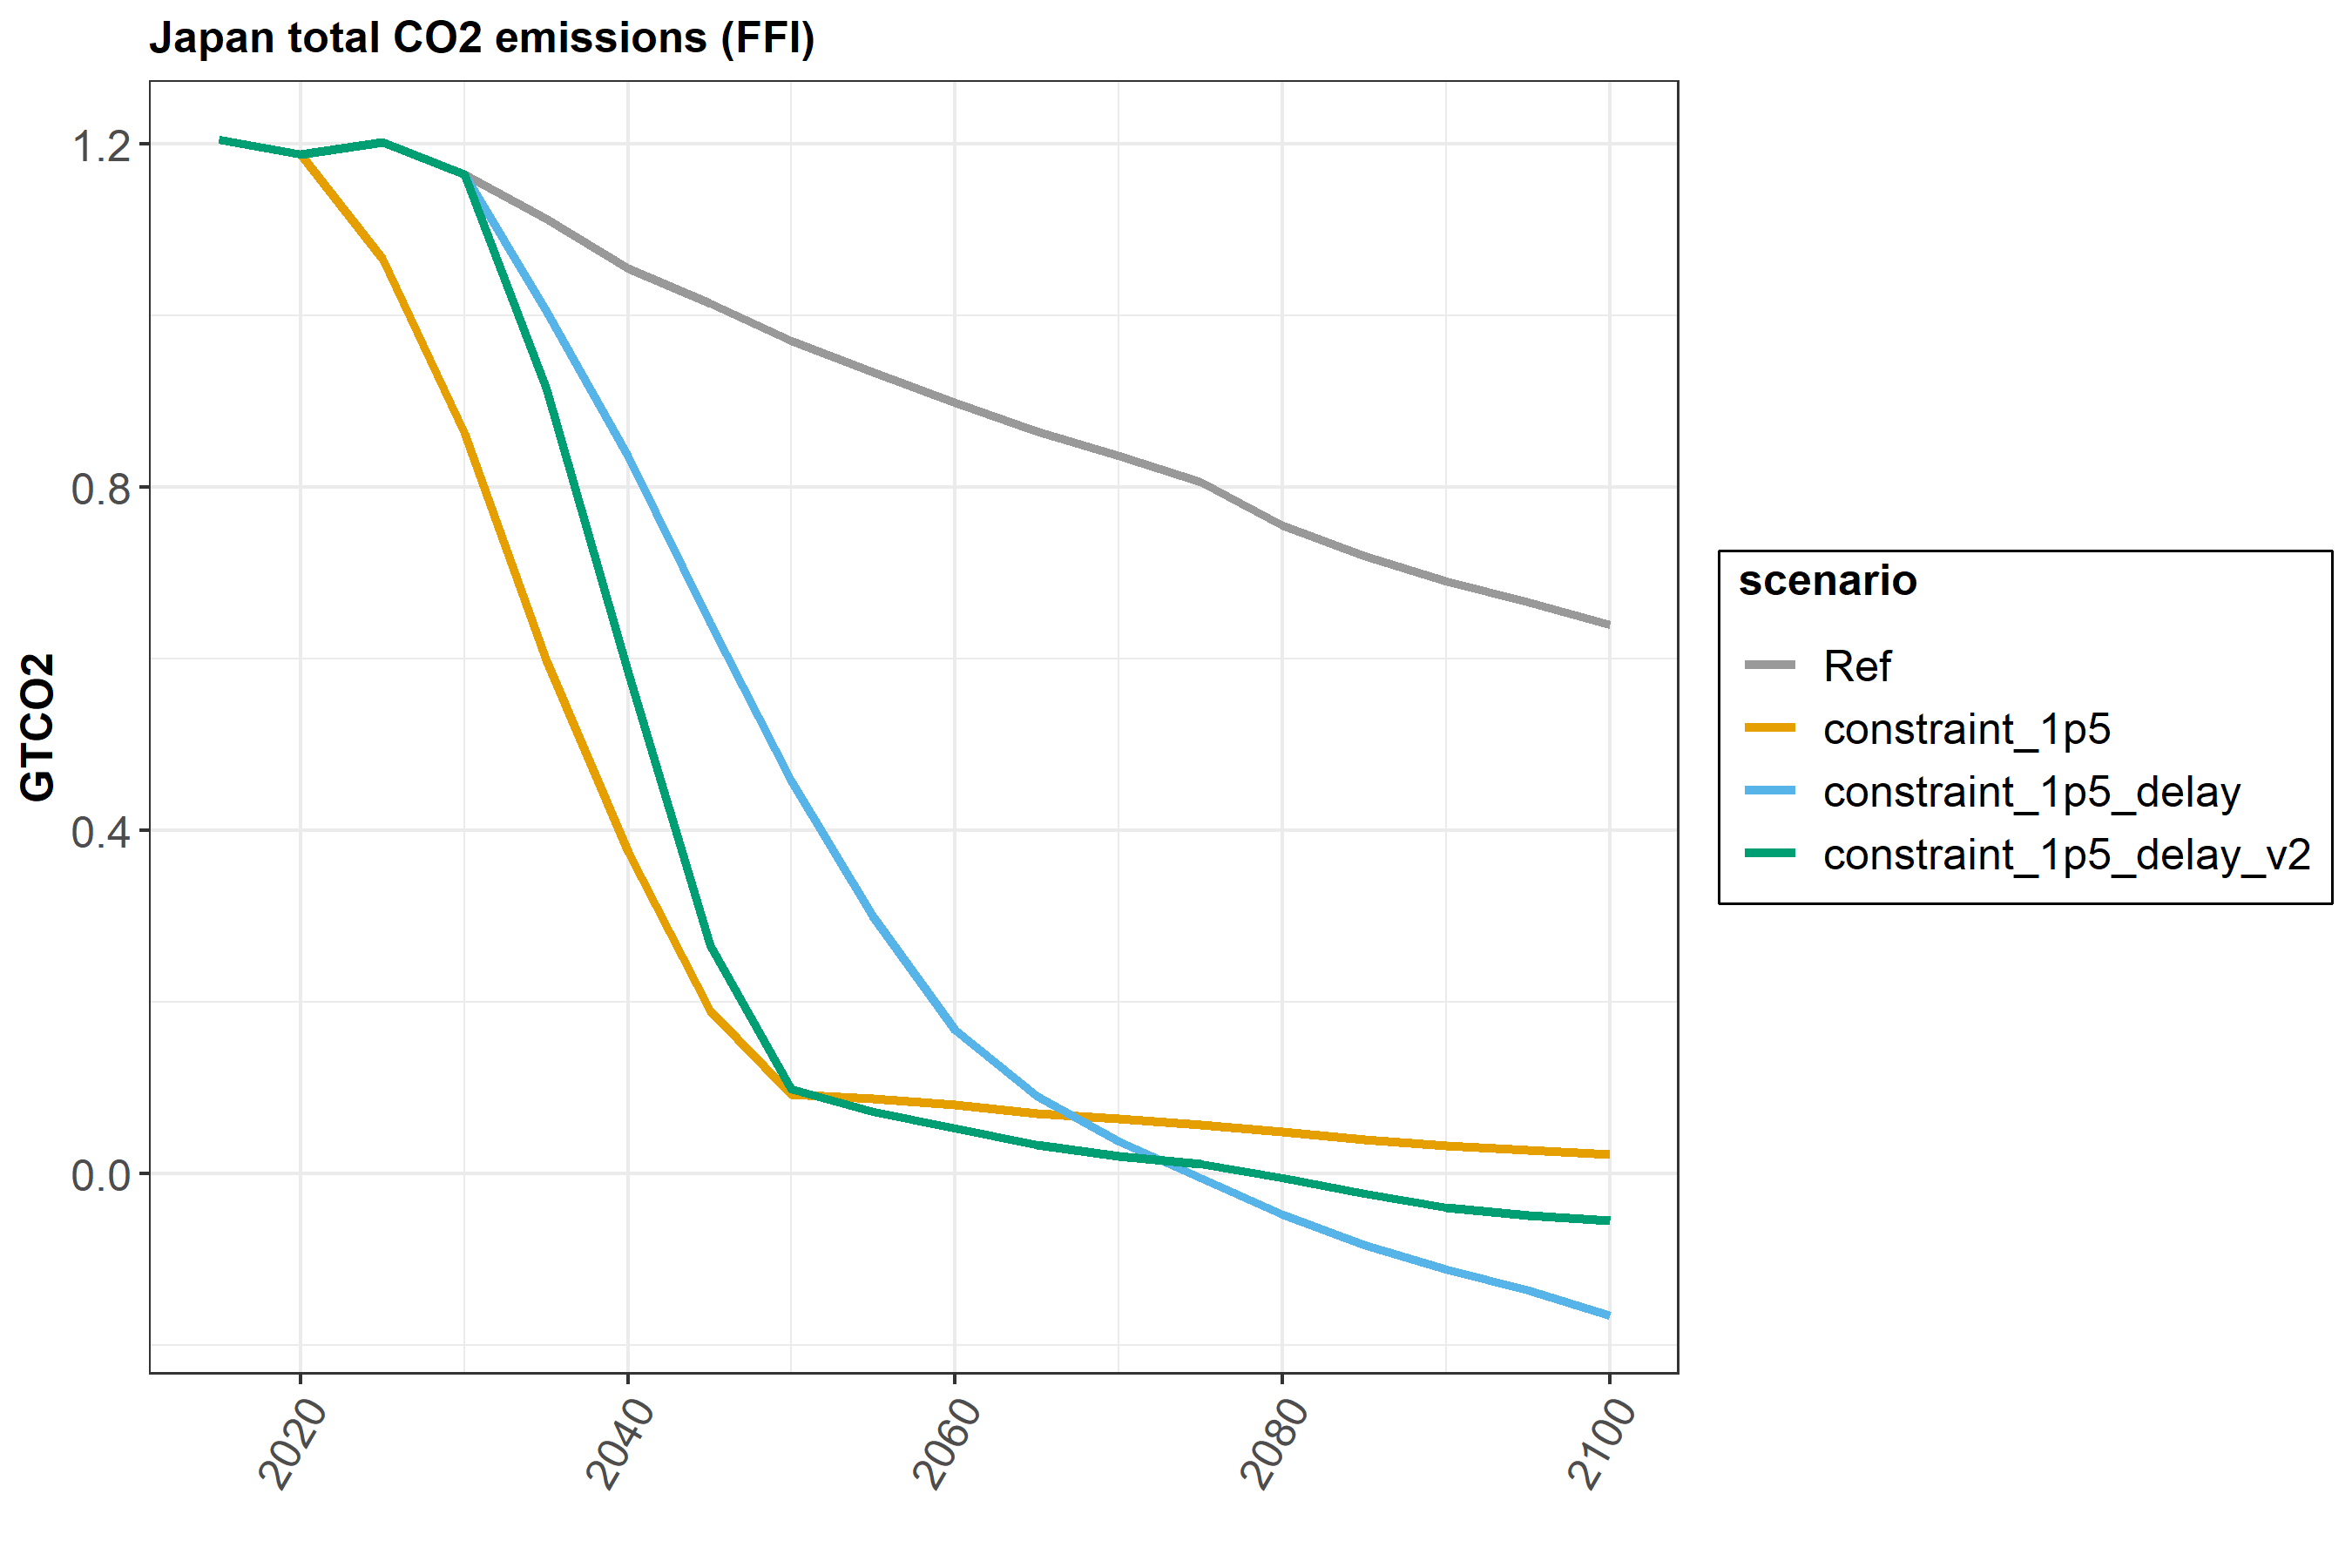 Japan total CO2 emissions (FFI)
GTCO2
1.2
0.8
0.4
0.0
2020
2040
2060
2080
2100
scenario
Ref
constraint_1p5
constraint_1p5_delay
constraint_1p5_delay_v2